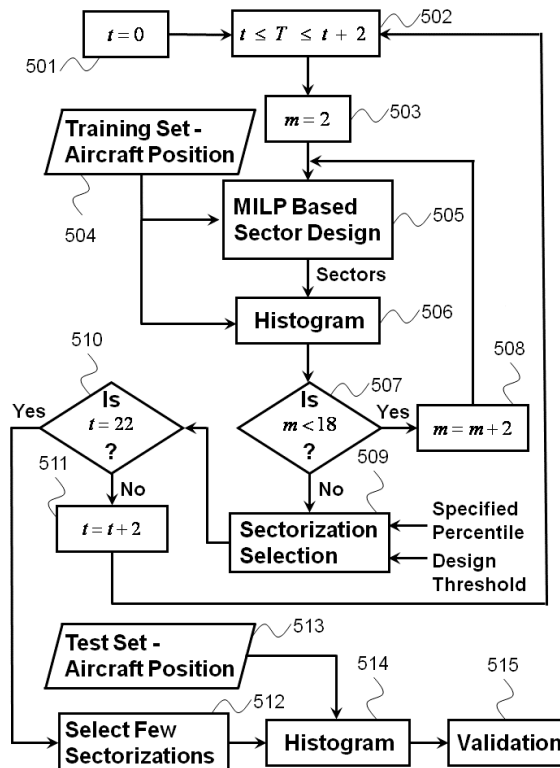 t = 0
501
t ≤ T ≤ t + 2
502
m = 2
503
Training Set -
Aircraft Position
504
MILP Based
Sector Design
505
Sectors
Histogram
506
510
Is
t = 22
?
Yes
No
507
Is
m < 18
?
Yes
No
508
m = m + 2
511
t = t + 2
509
Sectorization
Selection
Specified
Percentile
Design
Threshold
Test Set -
Aircraft Position
513
512
Select Few
Sectorizations
514
Histogram
515
Validation